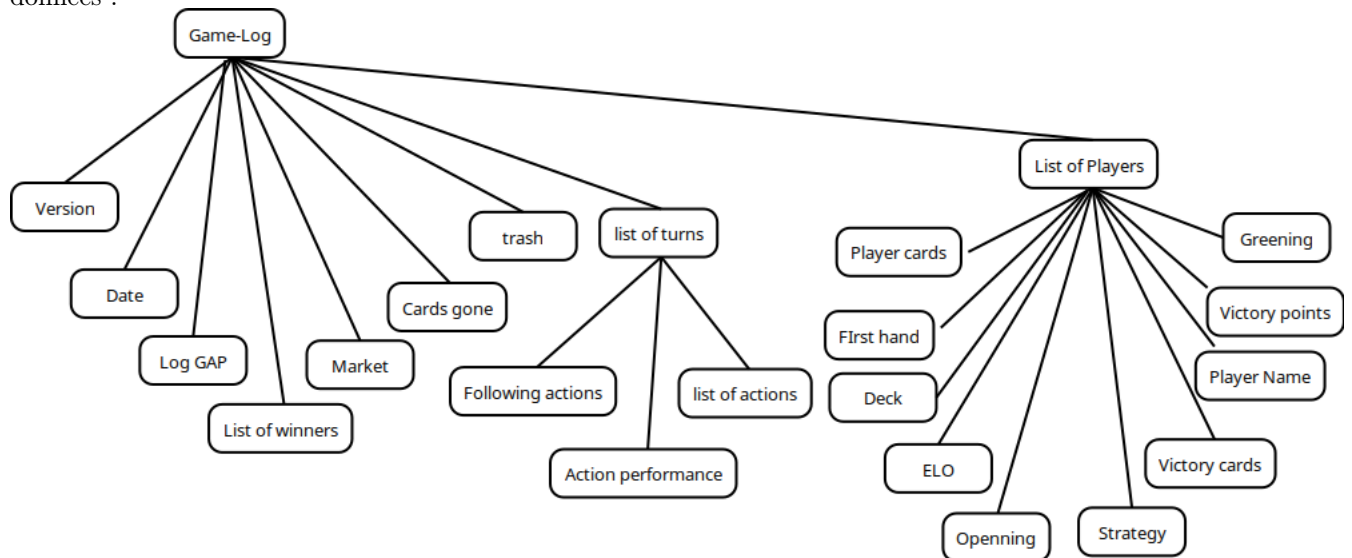 données :
Game-Log
List of Players
Version
trash
list of turns
Player cards
Greening
Date
Cards gone
Victory points
FIrst hand
Log GAP
Market
Player Name
Following actions
list of actions
Deck
List of winners
Victory cards
ELO
Action performance
Openning
Strategy